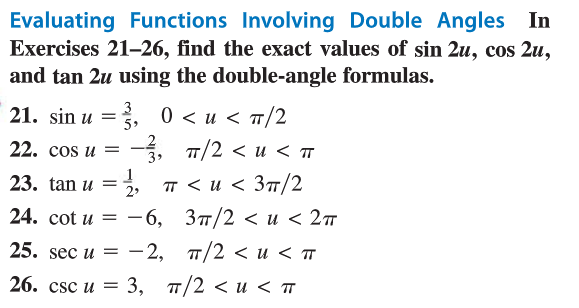 Evaluating Functions Involving Double Angles In
Exercises 21–26, find the exact values of sin 2u, cos 2u,
and tan 2u using the double-angle formulas.
21. sin u = 3/5, 0 < u < π/2
22. cos u = −2/3, π/2 < u < π
23. tan u = 1/2, π < u < 3π/2
24. cot u = −6, 3π/2 < u < 2π
25. sec u = −2, π/2 < u < π
26. csc u = 3, π/2 < u < π